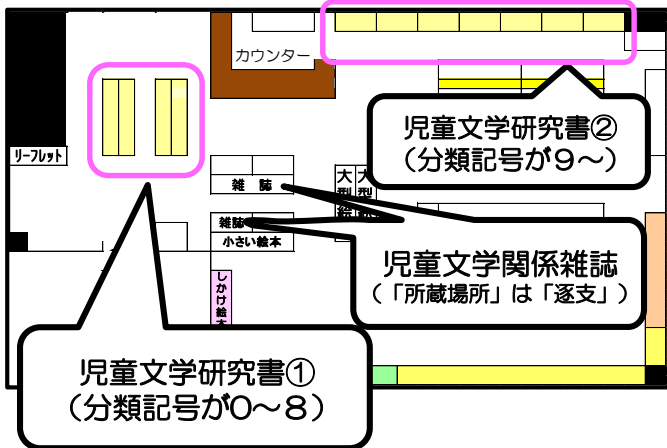 カウンター
児童文学研究書②
(分類記号が9~)
リーフレット
雑 誌
大型絵
大型
雑誌
小さい絵本
児童文学関係雑誌
(「所蔵場所」は「逐支」)
しかけ絵本
児童文学研究書①
(分類記号が0~8)